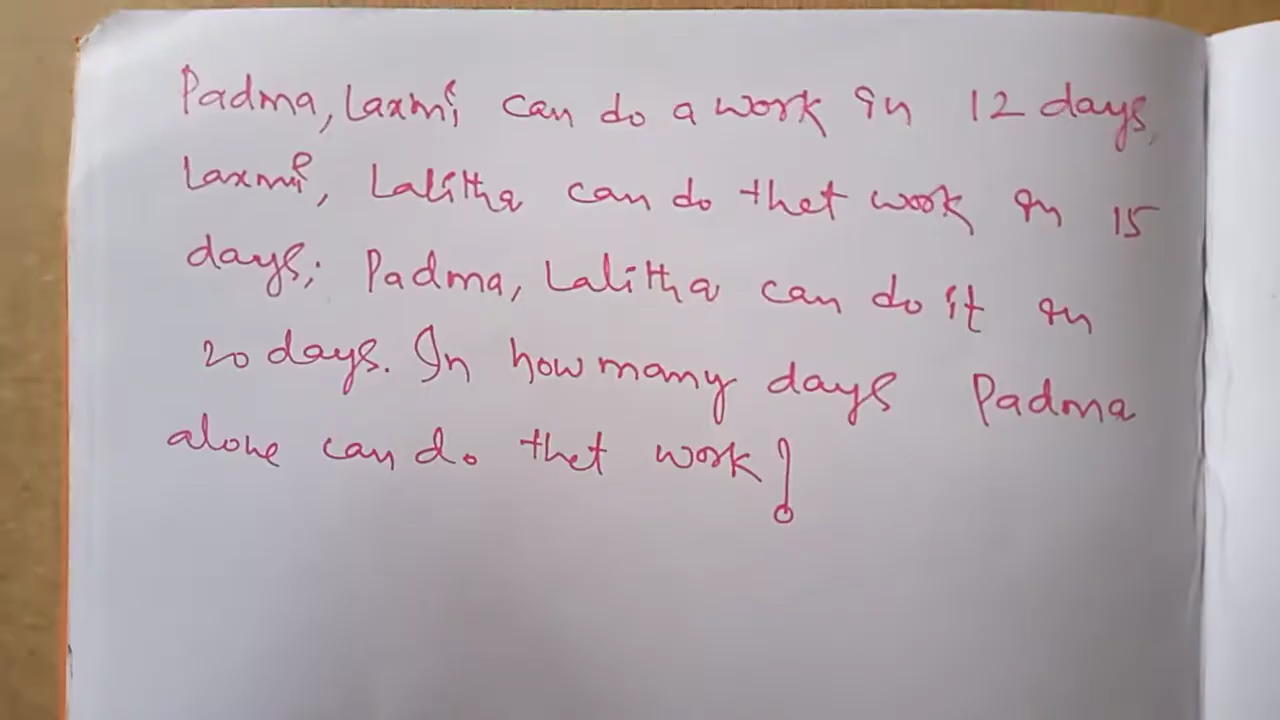 Padma, Laxmi can do a work in 12 days,
Laxmi, Lalitha can do that work in 15
days; Padma, Lalitha can do it in
20 days. In how many days Padma
alone can do that work?